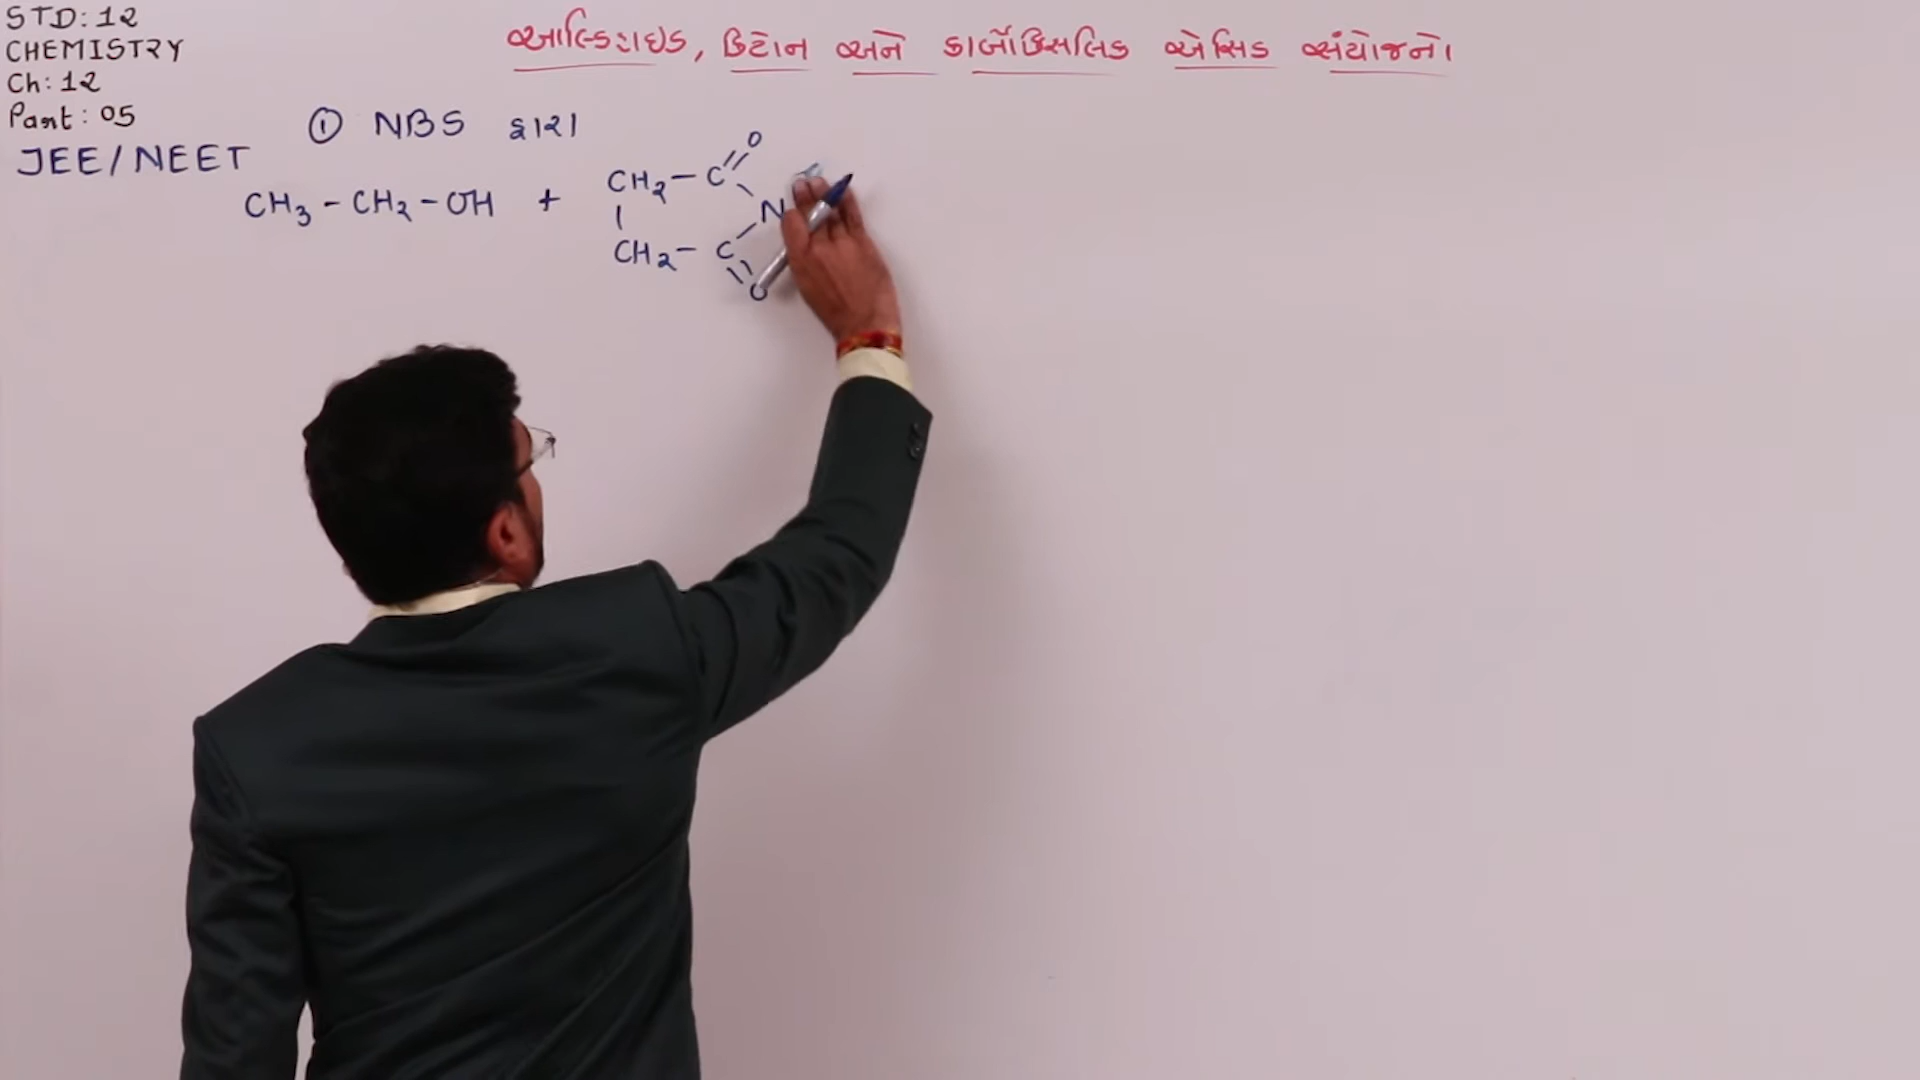 STD: 12
CHEMISTRY
Ch: 12
Part: 05
JEE/NEET
આલ્ડિહાઇડ, કિટોન અને કાર્બોક્સિલિક એસિડ સંયોજનો
① NBS દ્વારા
CH₃ - CH₂ - OH + CH₂ - C = O
N
CH₂ - C = O